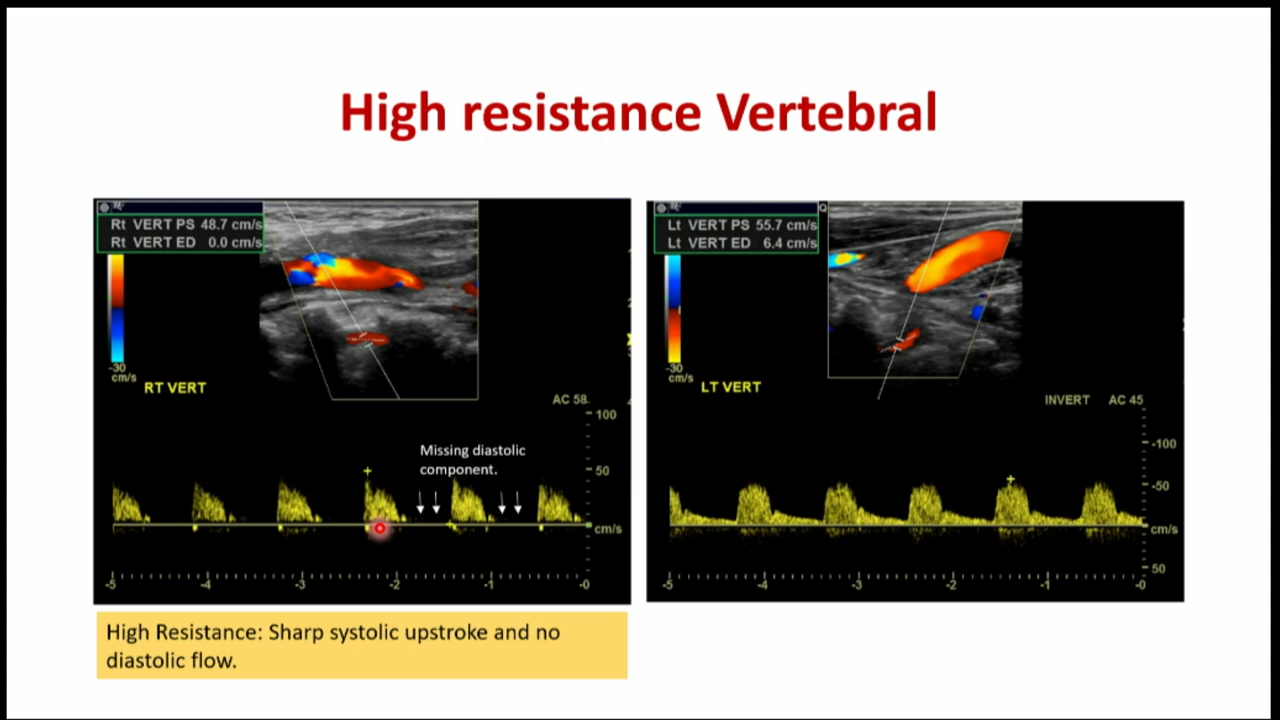 High resistance Vertebral
Rt VERT PS 48.7 cm/s
Rt VERT ED 0.0 cm/s
-30
cm/s
RT VERT
AC 58
100
Missing diastolic
component.
50
cm/s
-5 -4 -3 -2 -1 -0
Q
Lt VERT PS 55.7 cm/s
Lt VERT ED 6.4 cm/s
-30
cm/s
LT VERT
INVERT AC 45
-100
-50
cm/s
50
-5 -4 -3 -2 -1 -0
High Resistance: Sharp systolic upstroke and no
diastolic flow.